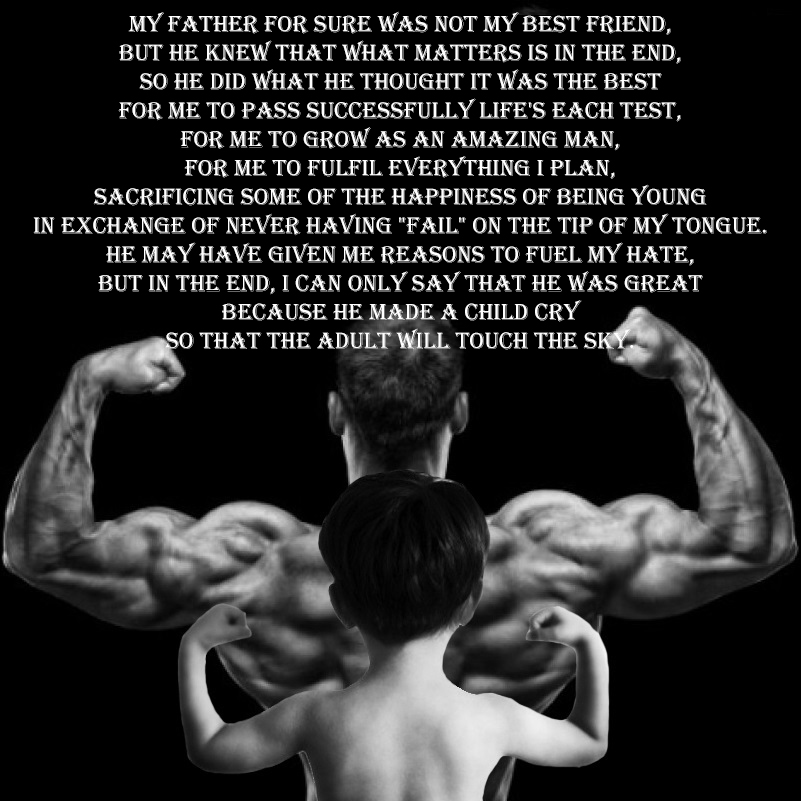 MY FATHER FOR SURE WAS NOT MY BEST FRIEND,
BUT HE KNEW THAT WHAT MATTERS IS IN THE END,
SO HE DID WHAT HE THOUGHT IT WAS THE BEST
FOR ME TO PASS SUCCESSFULLY LIFE'S EACH TEST,
FOR ME TO GROW AS AN AMAZING MAN,
FOR ME TO FULFIL EVERYTHING I PLAN,
SACRIFICING SOME OF THE HAPPINESS OF BEING YOUNG
IN EXCHANGE OF NEVER HAVING "FAIL" ON THE TIP OF MY TONGUE.
HE MAY HAVE GIVEN ME REASONS TO FUEL MY HATE,
BUT IN THE END, I CAN ONLY SAY THAT HE WAS GREAT
BECAUSE HE MADE A CHILD CRY
SO THAT THE ADULT WILL TOUCH THE SKY.